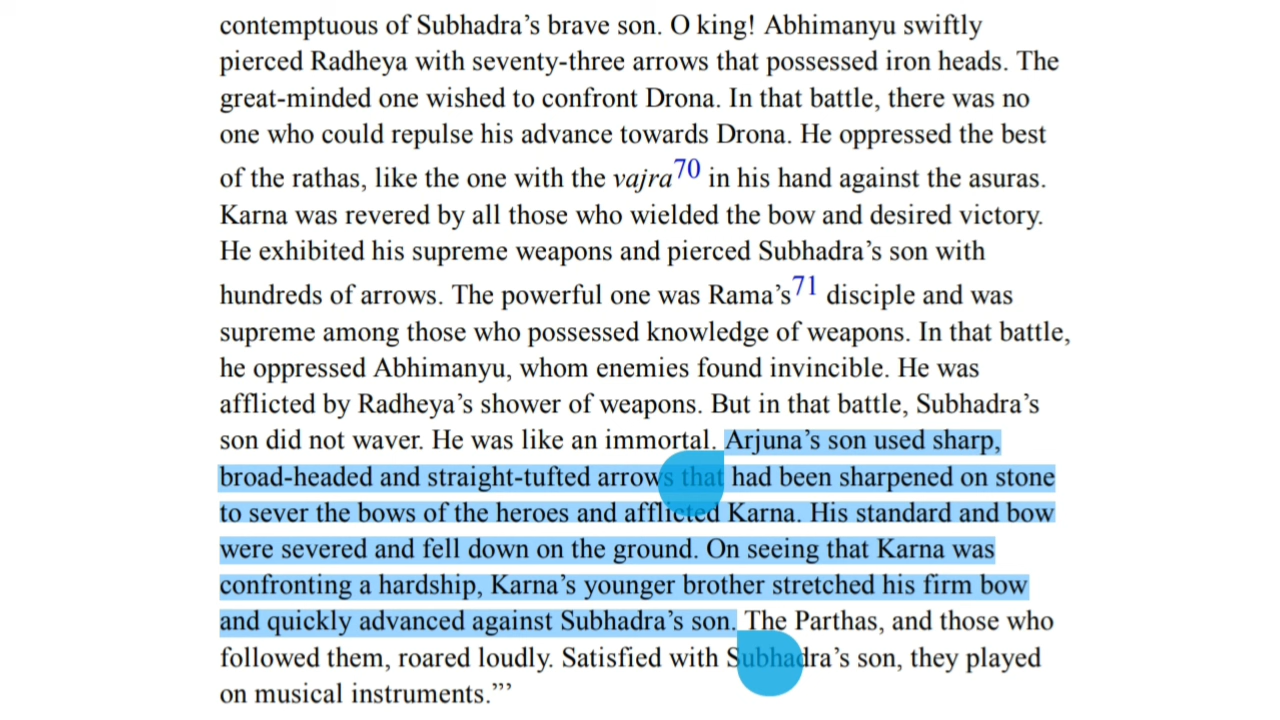 contemptuous of Subhadra’s brave son. O king! Abhimanyu swiftly
pierced Radheya with seventy-three arrows that possessed iron heads. The
great-minded one wished to confront Drona. In that battle, there was no
one who could repulse his advance towards Drona. He oppressed the best
of the rathas, like the one with the vajra70 in his hand against the asuras.
Karna was revered by all those who wielded the bow and desired victory.
He exhibited his supreme weapons and pierced Subhadra’s son with
hundreds of arrows. The powerful one was Rama’s71 disciple and was
supreme among those who possessed knowledge of weapons. In that battle,
he oppressed Abhimanyu, whom enemies found invincible. He was
afflicted by Radheya’s shower of weapons. But in that battle, Subhadra’s
son did not waver. He was like an immortal. Arjuna’s son used sharp,
broad-headed and straight-tufted arrows that had been sharpened on stone
to sever the bows of the heroes and afflicted Karna. His standard and bow
were severed and fell down on the ground. On seeing that Karna was
confronting a hardship, Karna’s younger brother stretched his firm bow
and quickly advanced against Subhadra’s son. The Parthas, and those who
followed them, roared loudly. Satisfied with Subhadra’s son, they played
on musical instruments.”’